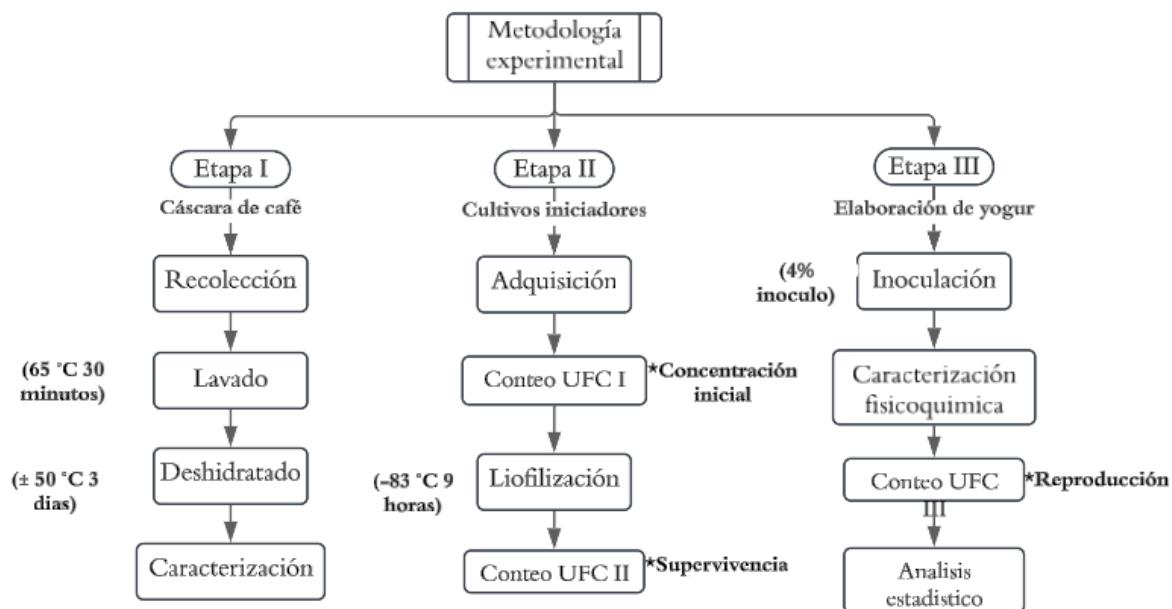 Metodología
experimental
Etapa I
Cáscara de café
Recolección
(65 °C 30
minutos)
Lavado
(± 50 °C 3
dias)
Deshidratado
Caracterización
Etapa II
Cultivos iniciadores
Adquisición
Conteo UFC I
*Concentración
inicial
(–83 °C 9
horas)
Liofilización
Conteo UFC II
*Supervivencia
Etapa III
Elaboración de yogur
(4%
inoculo)
Inoculación
Caracterización
fisicoquimica
Conteo UFC
III
*Reproducción
Analisis
estadistico